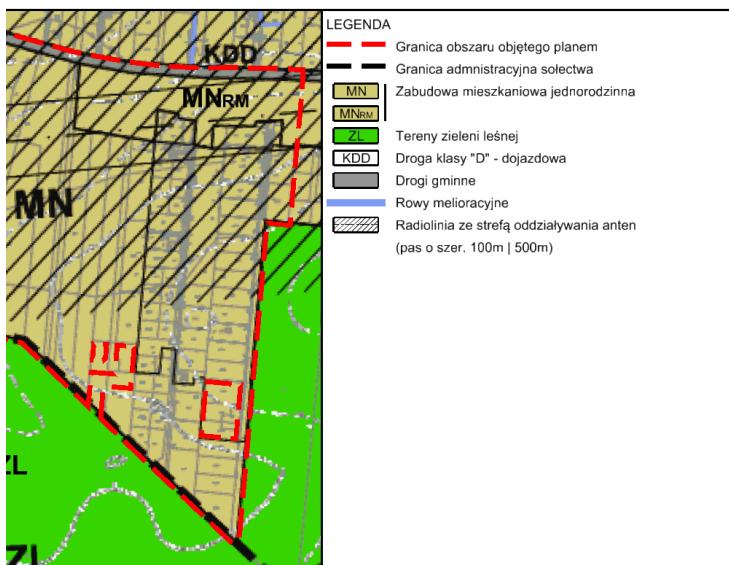 KDD
MNRM
MN
ZL
ZL
LEGENDA
Granica obszaru objętego planem
Granica admnistracyjna sołectwa
MN
Zabudowa mieszkaniowa jednorodzinna
MNRM
ZL
Tereny zieleni leśnej
KDD
Droga klasy "D" - dojazdowa
Drogi gminne
Rowy melioracyjne
Radiolinia ze strefą oddziaływania anten
(pas o szer. 100m | 500m)